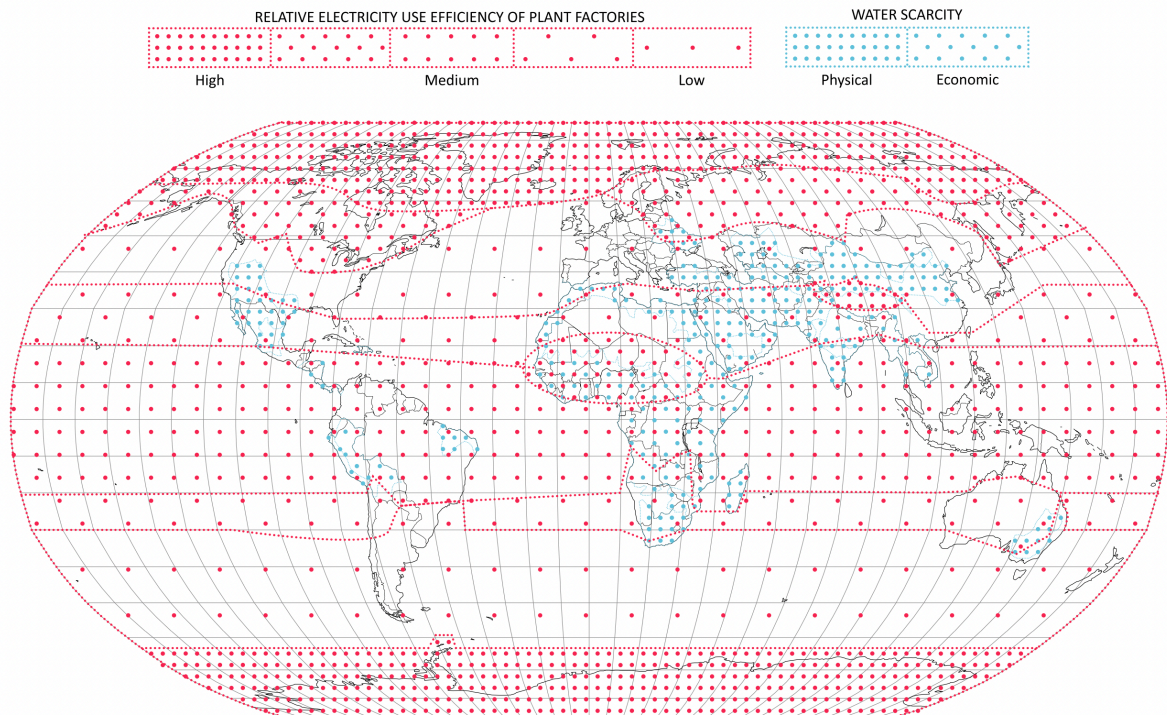 RELATIVE ELECTRICITY USE EFFICIENCY OF PLANT FACTORIES
WATER SCARCITY
High
Medium
Low
Physical
Economic